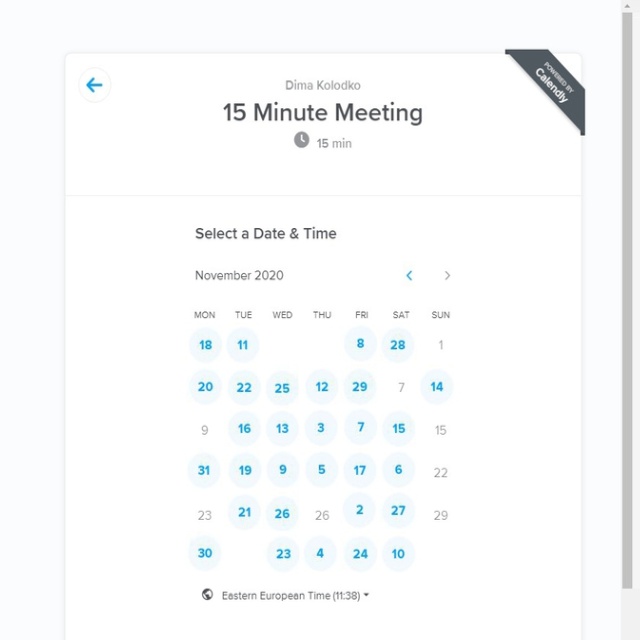 POWERED BY
Calendly
Dima Kolodko
15 Minute Meeting
15 min
Select a Date & Time
November 2020
MON TUE WED THU FRI SAT SUN
18 11 8 28 1
20 22 25 12 29 7 14
9 16 13 3 7 15 15
31 19 9 5 17 6 22
23 21 26 26 2 27 29
30 23 4 24 10
Eastern European Time (11:38)